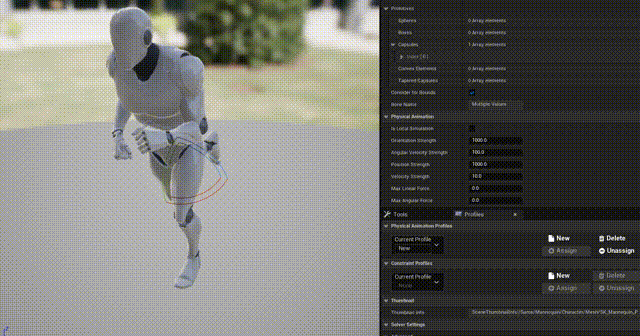 Primitives
Spheres 0 Array elements
Boxes 0 Array elements
Capsules 1 Array elements
Index [ 0 ]
Convex Elements 0 Array elements
Tapered Capsules 0 Array elements
Consider for Bounds
Bone Name Multiple Values
Physical Animation
Is Local Simulation
Orientation Strength 1000.0
Angular Velocity Strength 100.0
Position Strength 1000.0
Velocity Strength 10.0
Max Linear Force 0.0
Max Angular Force 0.0
Tools Profiles ×
Physical Animation Profiles
Current Profile New Delete
New Assign Unassign
Constraint Profiles
Current Profile New Delete
None Assign Unassign
Thumbnail
Thumbnail Info
Solver Settings